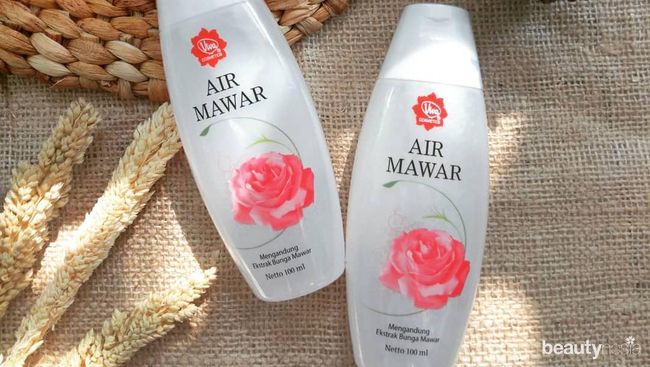 Viva
COSMETICS
AIR
MAWAR
Mengandung
Ekstrak Bunga Mawar
Netto 100 ml
Viva
COSMETICS
AIR
MAWAR
Mengandung
Ekstrak Bunga Mawar
Netto 100 ml
beautynesia